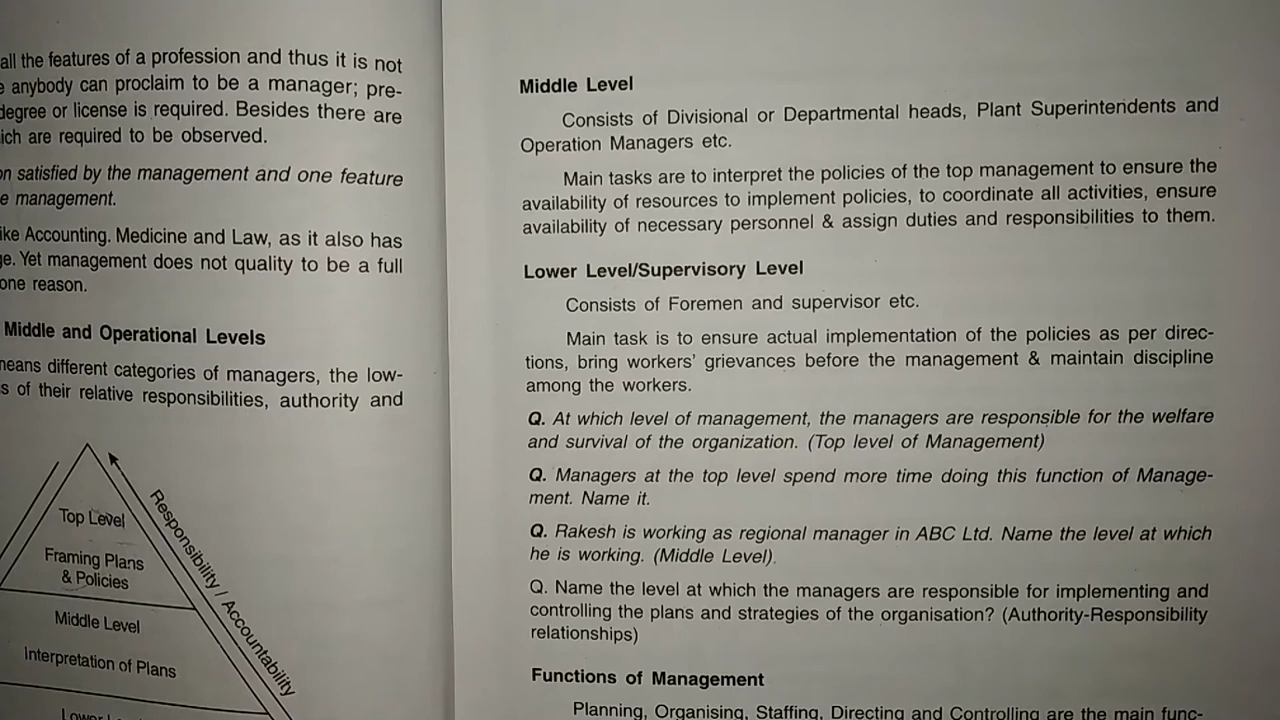 all the features of a profession and thus it is not
anybody can proclaim to be a manager; pre-
degree or license is required. Besides there are
ich are required to be observed.
on satisfied by the management and one feature
e management.
ike Accounting. Medicine and Law, as it also has
ge. Yet management does not quality to be a full
one reason.
Middle and Operational Levels
means different categories of managers, the low-
s of their relative responsibilities, authority and
Top Level
Framing Plans
& Policies
Middle Level
Interpretation of Plans
Responsibility / Accountability
Middle Level
Consists of Divisional or Departmental heads, Plant Superintendents and
Operation Managers etc.
Main tasks are to interpret the policies of the top management to ensure the
availability of resources to implement policies, to coordinate all activities, ensure
availability of necessary personnel & assign duties and responsibilities to them.
Lower Level/Supervisory Level
Consists of Foremen and supervisor etc.
Main task is to ensure actual implementation of the policies as per direc-
tions, bring workers' grievances before the management & maintain discipline
among the workers.
Q. At which level of management, the managers are responsible for the welfare
and survival of the organization. (Top level of Management)
Q. Managers at the top level spend more time doing this function of Manage-
ment. Name it.
Q. Rakesh is working as regional manager in ABC Ltd. Name the level at which
he is working. (Middle Level).
Q. Name the level at which the managers are responsible for implementing and
controlling the plans and strategies of the organisation? (Authority-Responsibility
relationships)
Functions of Management
Planning, Organising, Staffing, Directing and Controlling are the main func-